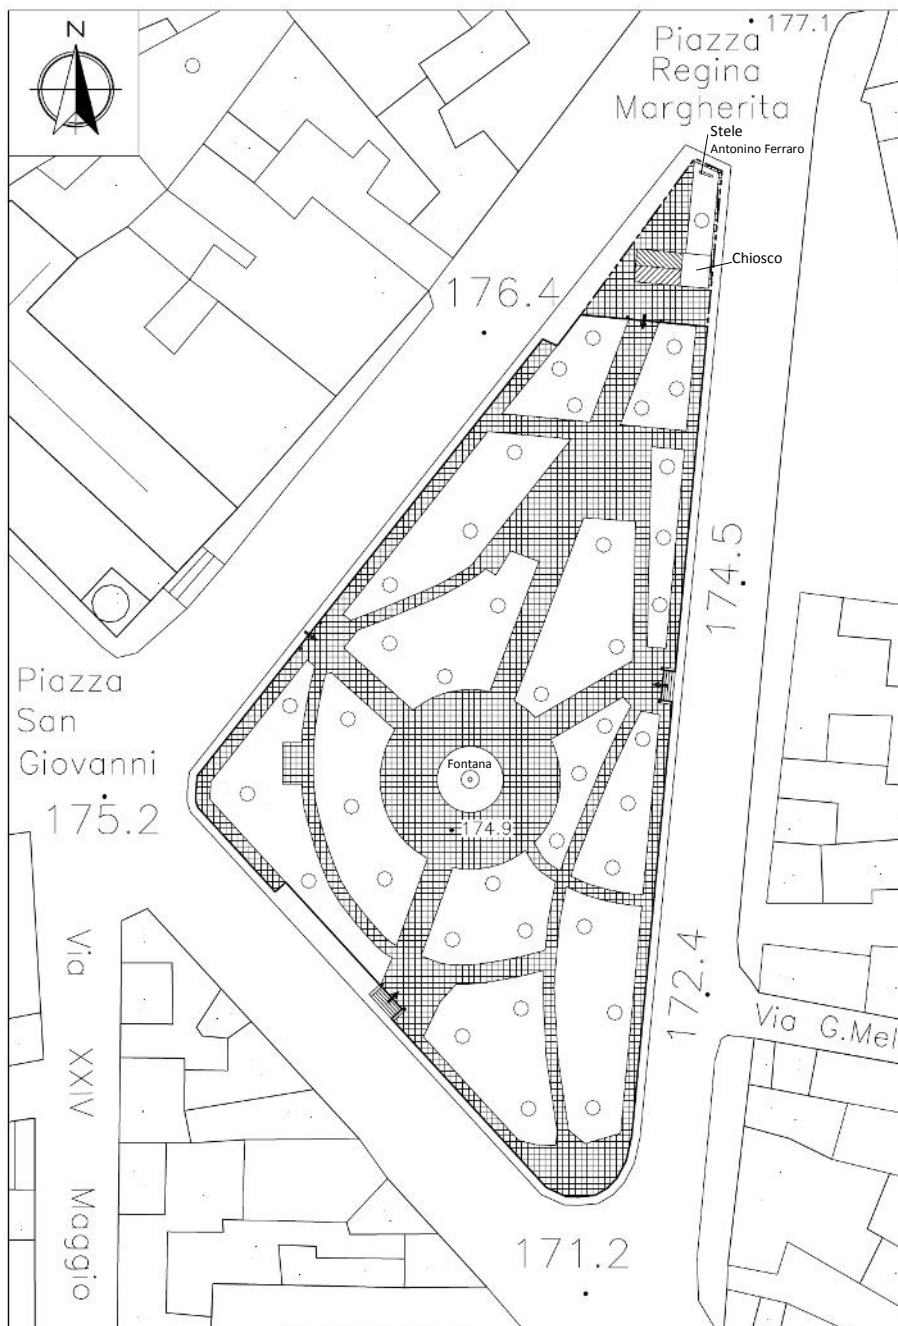 N
177.1
Piazza
Regina
Margherita
Stele
Antonino Ferraro
Chiosco
176.4
174.5
Piazza
San
Giovanni
175.2
Fontana
174.9
172.4
Via G.Mel
Via XXIV Maggio
171.2